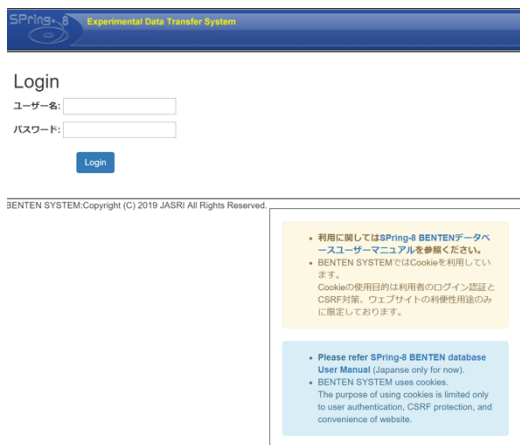 SPring-8
Experimental Data Transfer System
Login
ユーザー名:
パスワード:
Login
BENTEN SYSTEM:Copyright (C) 2019 JASRI All Rights Reserved.
利用に関してはSPring-8 BENTENデータベ
ースユーザーマニュアルを参照ください。
BENTEN SYSTEMではCookieを利用してい
ます。
Cookieの使用目的は利用者のログイン認証と
CSRF対策、ウェブサイトの利便性用途のみ
に限定しております。
Please refer SPring-8 BENTEN database
User Manual (Japanse only for now).
BENTEN SYSTEM uses cookies.
The purpose of using cookies is limited only
to user authentication, CSRF protection, and
convenience of website.